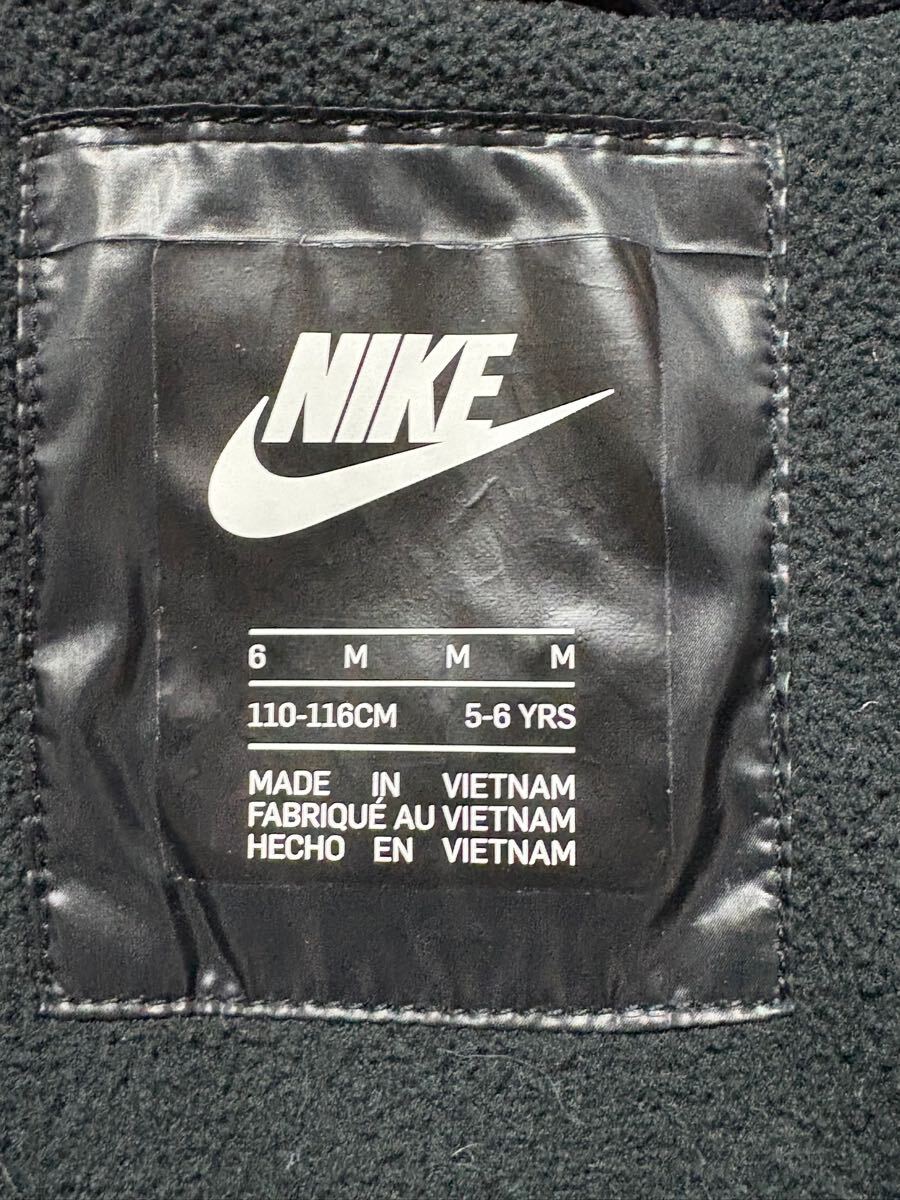 NIKE
6 M M M
110-116CM 5-6 YRS
MADE IN VIETNAM
FABRIQUÉ AU VIETNAM
HECHO EN VIETNAM